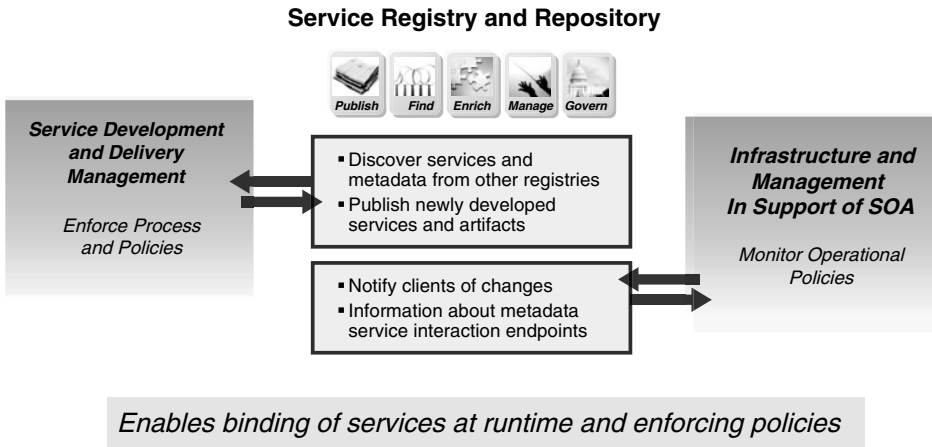 Service Registry and Repository
Publish
Find
Enrich
Manage
Govern
Service Development
and Delivery
Management
Enforce Process
and Policies
▪ Discover services and
metadata from other registries
▪ Publish newly developed
services and artifacts
▪ Notify clients of changes
▪ Information about metadata
service interaction endpoints
Infrastructure and
Management
In Support of SOA
Monitor Operational
Policies
Enables binding of services at runtime and enforcing policies